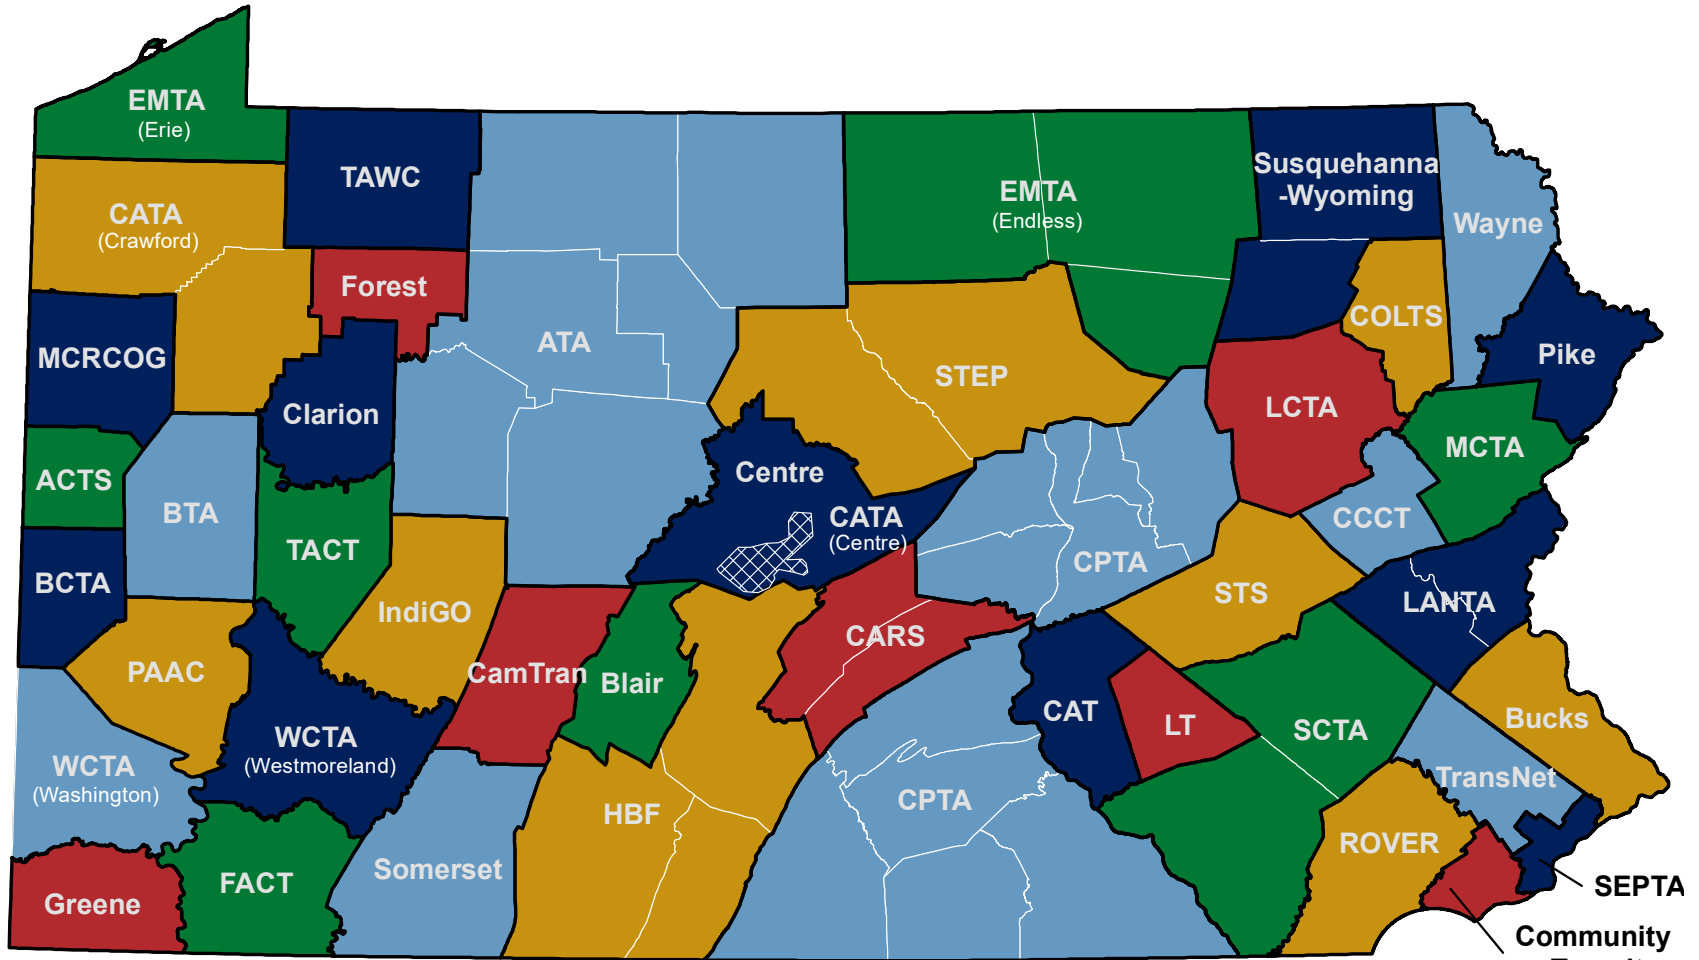 EMTA
(Erie)
TAWC
Susquehanna
-Wyoming
EMTA
(Endless)
CATA
(Crawford)
Wayne
Forest
COLTS
ATA
MCRCOG
Pike
STEP
Clarion
LCTA
MCTA
Centre
ACTS
BTA
CATA
(Centre)
CCCT
TACT
CPTA
BCTA
STS
LANTA
IndiGO
CARS
PAAC
CamTran
Blair
CAT
LT
Bucks
SCTA
WCTA
(Westmoreland)
WCTA
(Washington)
TransNet
CPTA
HBF
ROVER
Somerset
FACT
SEPTA
Greene
Community